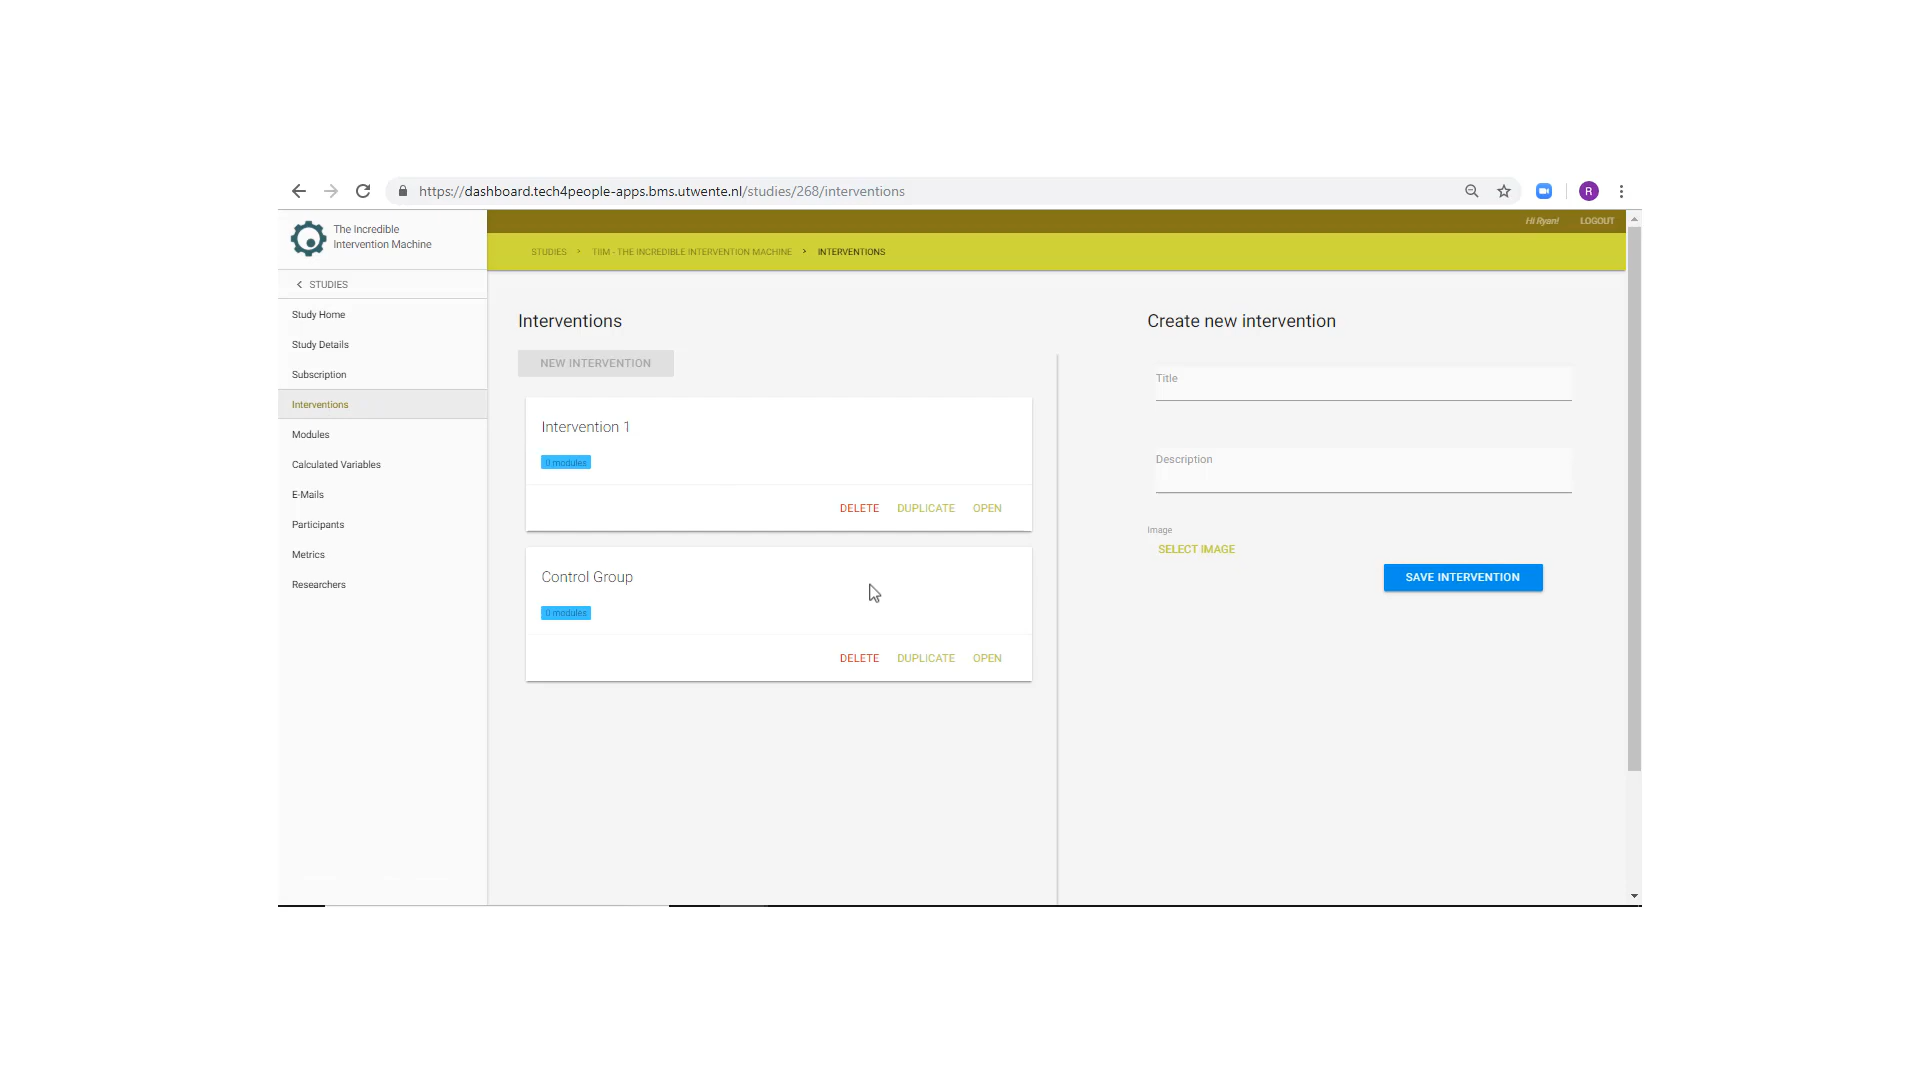 https://dashboard.tech4people-apps.bms.utwente.nl/studies/268/interventions
R
The Incredible
Intervention Machine
Hi Ryan!
LOGOUT
STUDIES > TIIM - THE INCREDIBLE INTERVENTION MACHINE > INTERVENTIONS
< STUDIES
Study Home
Study Details
Subscription
Interventions
Modules
Calculated Variables
E-Mails
Participants
Metrics
Researchers
Interventions
NEW INTERVENTION
Intervention 1
0 modules
DELETE DUPLICATE OPEN
Control Group
0 modules
DELETE DUPLICATE OPEN
Create new intervention
Title
Description
Image
SELECT IMAGE
SAVE INTERVENTION